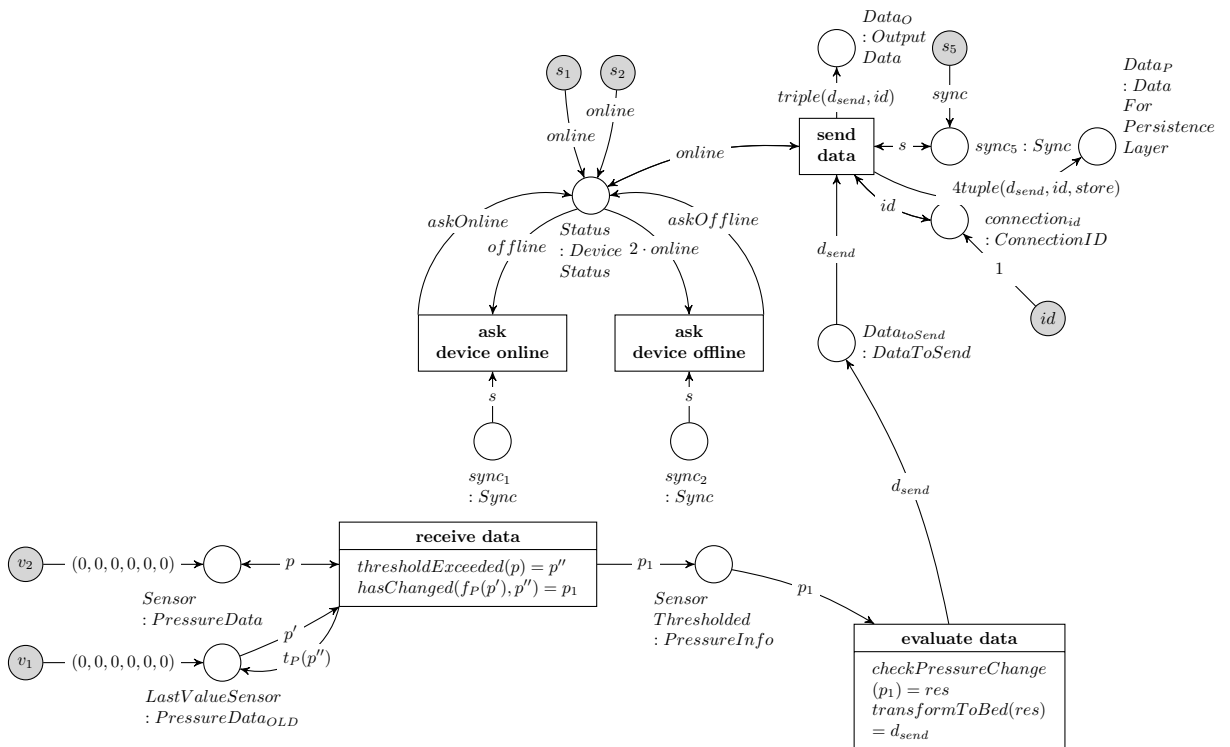 Data_O
: Output
Data
s_5
Data_P
: Data
For
Persistence
Layer
s_1
s_2
triple(d_send, id)
sync
online
online
send
data
online
s
sync_5 : Sync
4tuple(d_send, id, store)
id
askOnline
askOffline
connection_id
: ConnectionID
Status
: Device
Status
offline
2 · online
d_send
1
id
ask
device online
ask
device offline
Data_toSend
: DataToSend
s
s
sync_1
: Sync
sync_2
: Sync
d_send
receive data
thresholdExceeded(p) = p''
hasChanged(f_P(p'), p'') = p_1
v_2
(0, 0, 0, 0, 0, 0)
p
p_1
p_1
Sensor
: PressureData
Sensor
Thresholded
: PressureInfo
p'
t_P(p'')
v_1
(0, 0, 0, 0, 0, 0)
LastValueSensor
: PressureData_OLD
evaluate data
checkPressureChange
(p_1) = res
transformToBed(res)
= d_send